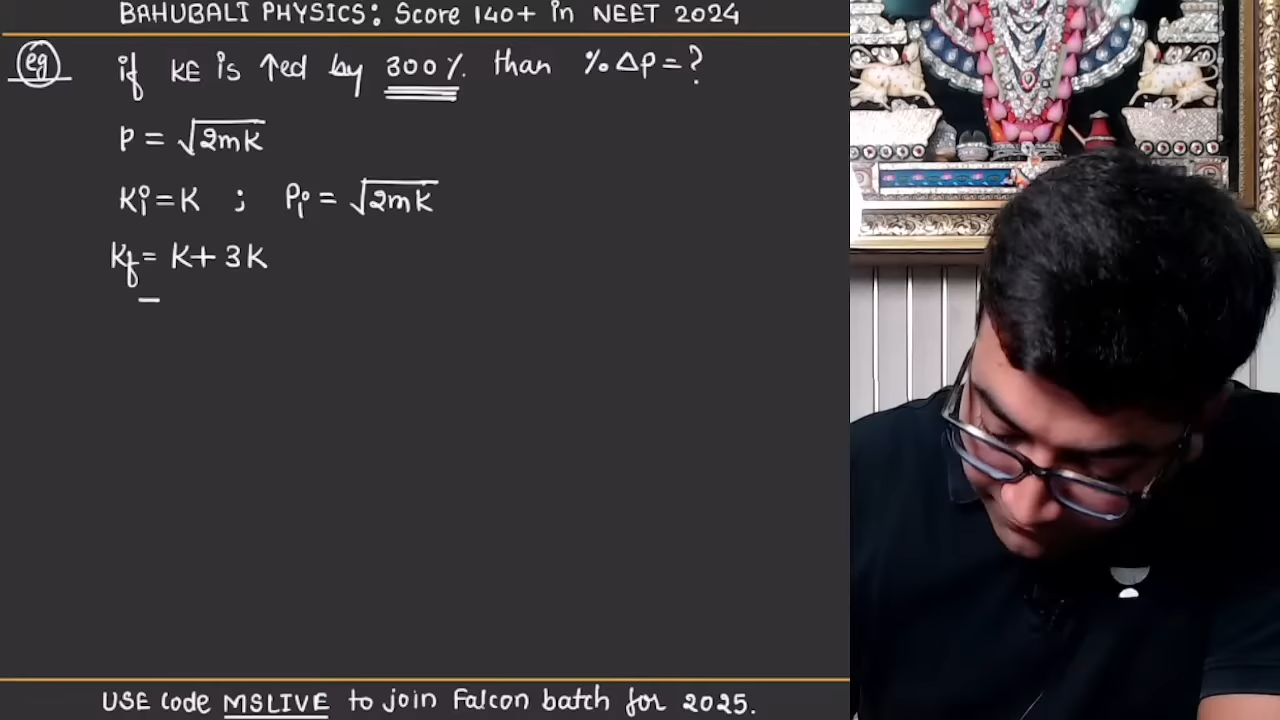 BAHUBALI PHYSICS: Score 140+ in NEET 2024
eg if KE is ↑ed by 300%. than % Δp = ?
P = √2mK
Ki = K ; Pi = √2mK
Kf = K + 3K
USE Code MSLIVE to join Falcon batch for 2025.